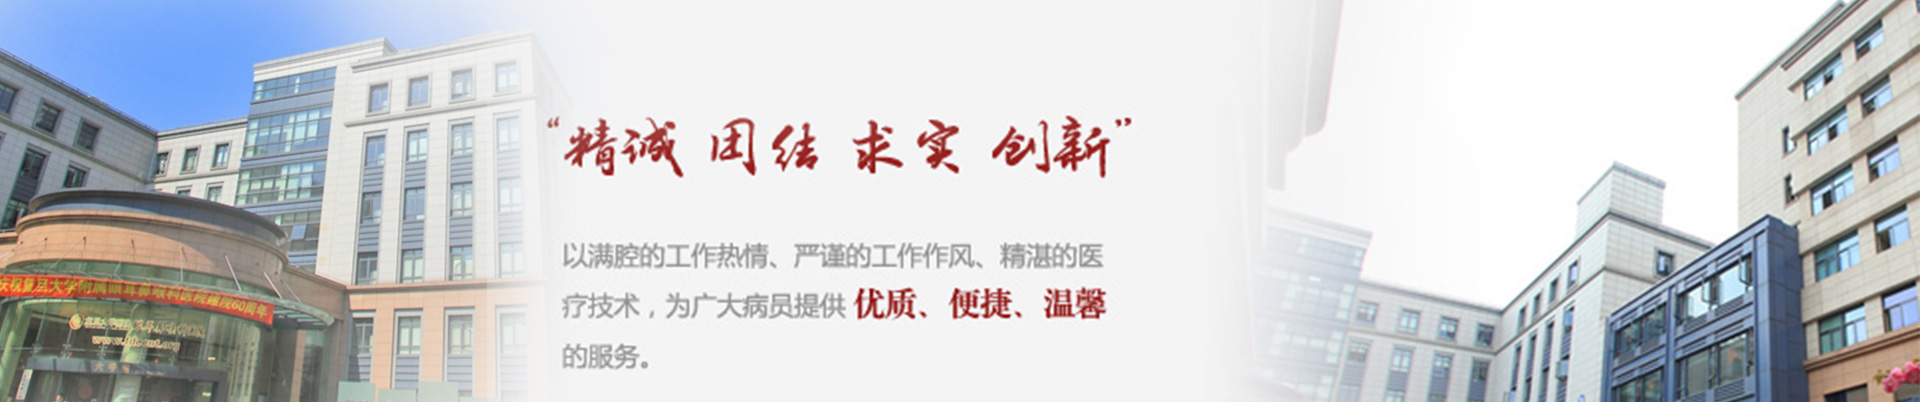 “精诚 团结 求实 创新”
以满腔的工作热情、严谨的工作作风、精湛的医
疗技术，为广大病员提供 优质、便捷、温馨
的服务。
庆祝复旦大学附属眼耳鼻喉科医院建院60周年
www.fdeent.org